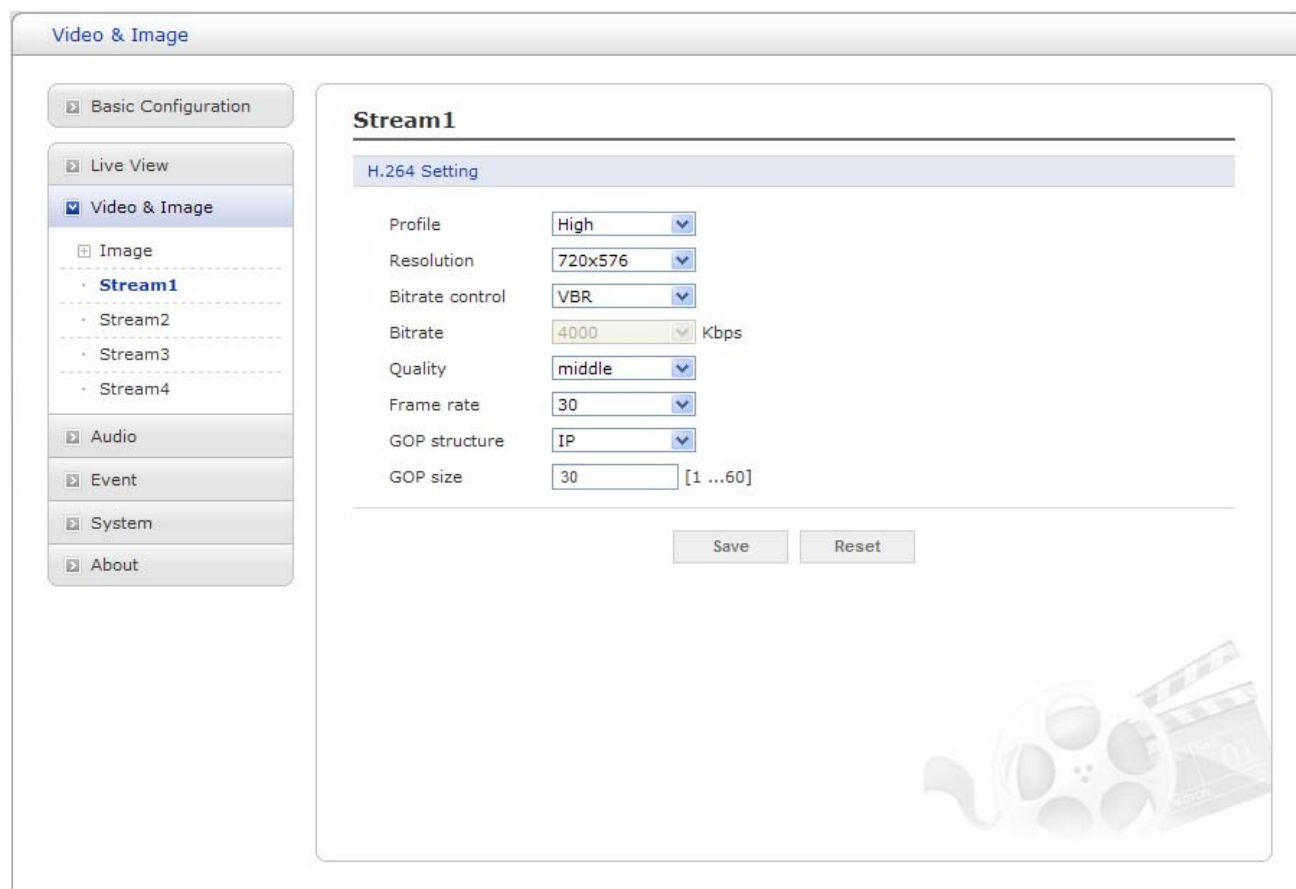 Video & Image
Basic Configuration
Live View
Video & Image
Image
Stream1
Stream2
Stream3
Stream4
Audio
Event
System
About
Stream1
H.264 Setting
Profile High
Resolution 720x576
Bitrate control VBR
Bitrate 4000 Kbps
Quality middle
Frame rate 30
GOP structure IP
GOP size 30 [1 ...60]
Save Reset
01